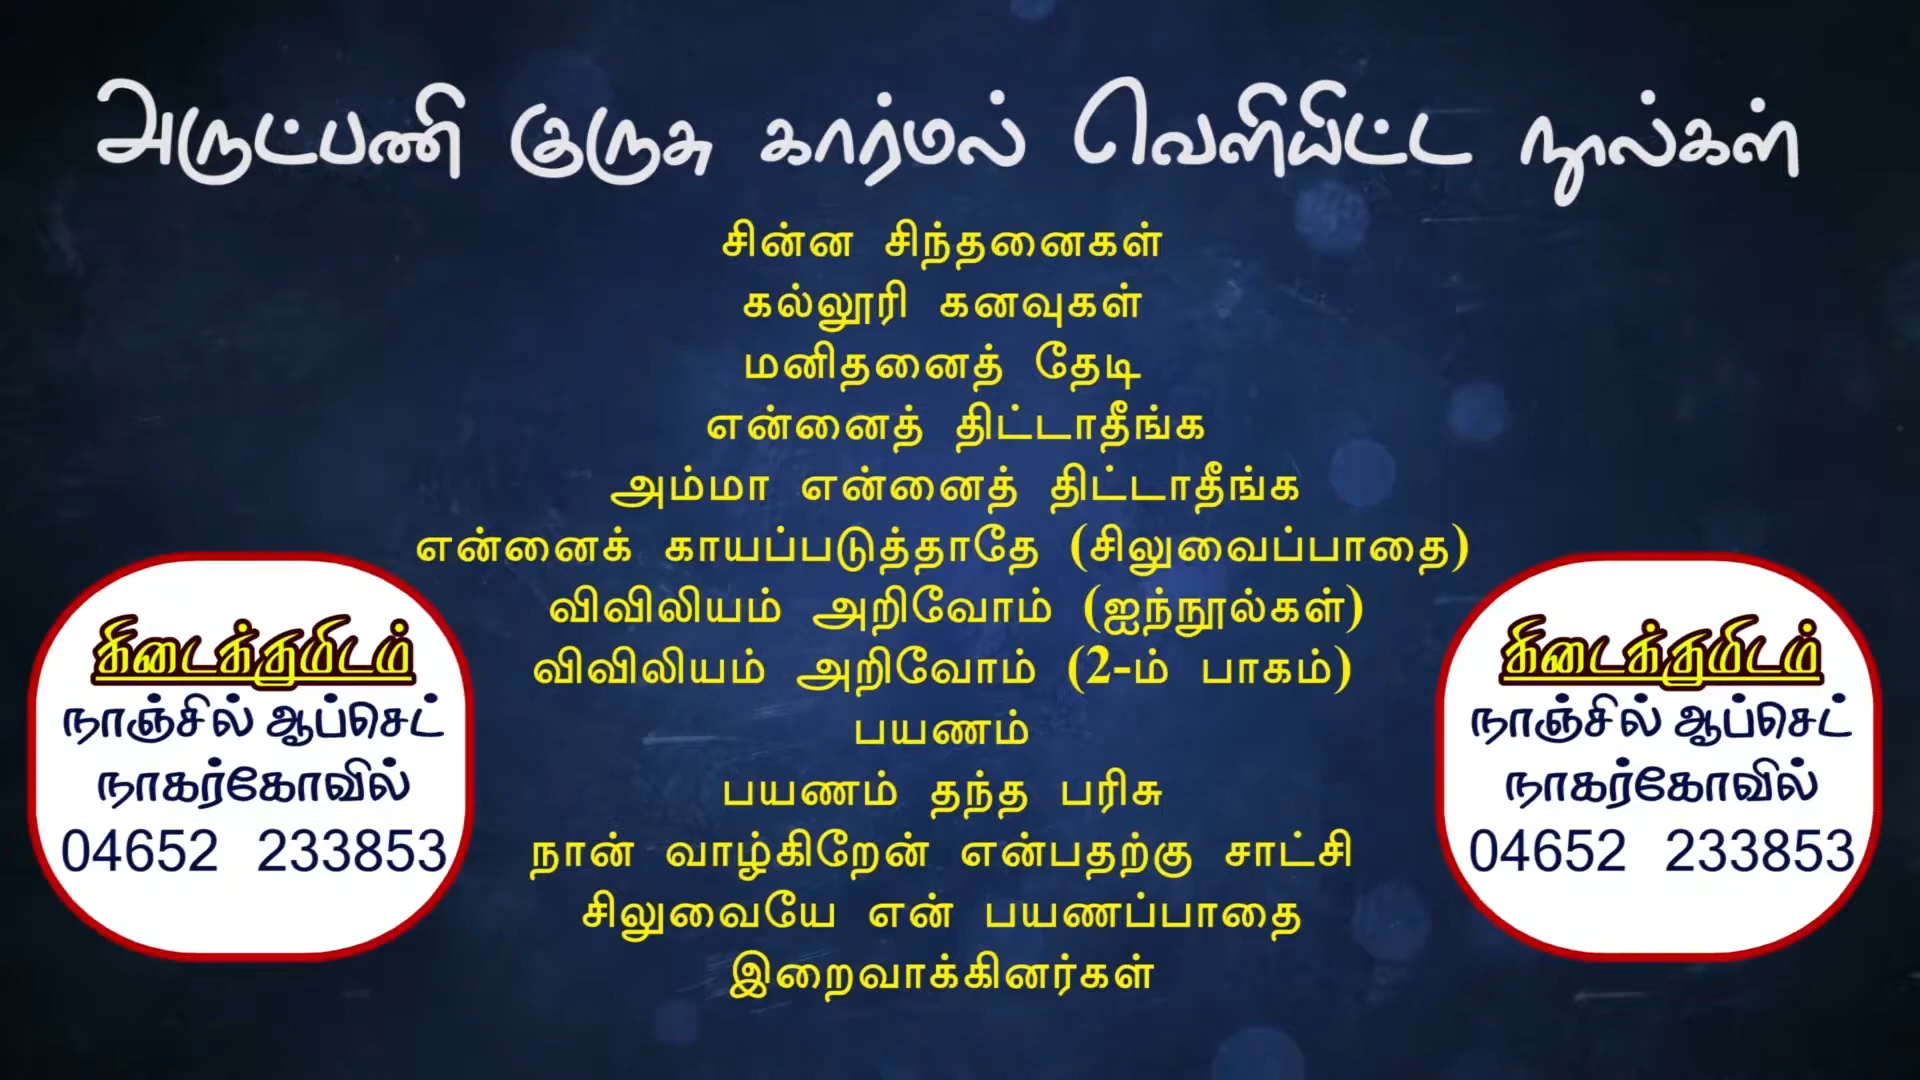 அருட்பணி குருசு கார்மல் வெளியிட்ட நூல்கள்
சின்ன சிந்தனைகள்
கல்லூரி கனவுகள்
மனிதனைத் தேடி
என்னைத் திட்டாதீங்க
அம்மா என்னைத் திட்டாதீங்க
என்னைக் காயப்படுத்தாதே (சிலுவைப்பாதை)
விவிலியம் அறிவோம் (ஐந்நூல்கள்)
விவிலியம் அறிவோம் (2-ம் பாகம்)
பயணம்
பயணம் தந்த பரிசு
நான் வாழ்கிறேன் என்பதற்கு சாட்சி
சிலுவையே என் பயணப்பாதை
இறைவாக்கினர்கள்
கிடைக்குமிடம்
நாஞ்சில் ஆப்செட்
நாகர்கோவில்
04652 233853
கிடைக்குமிடம்
நாஞ்சில் ஆப்செட்
நாகர்கோவில்
04652 233853